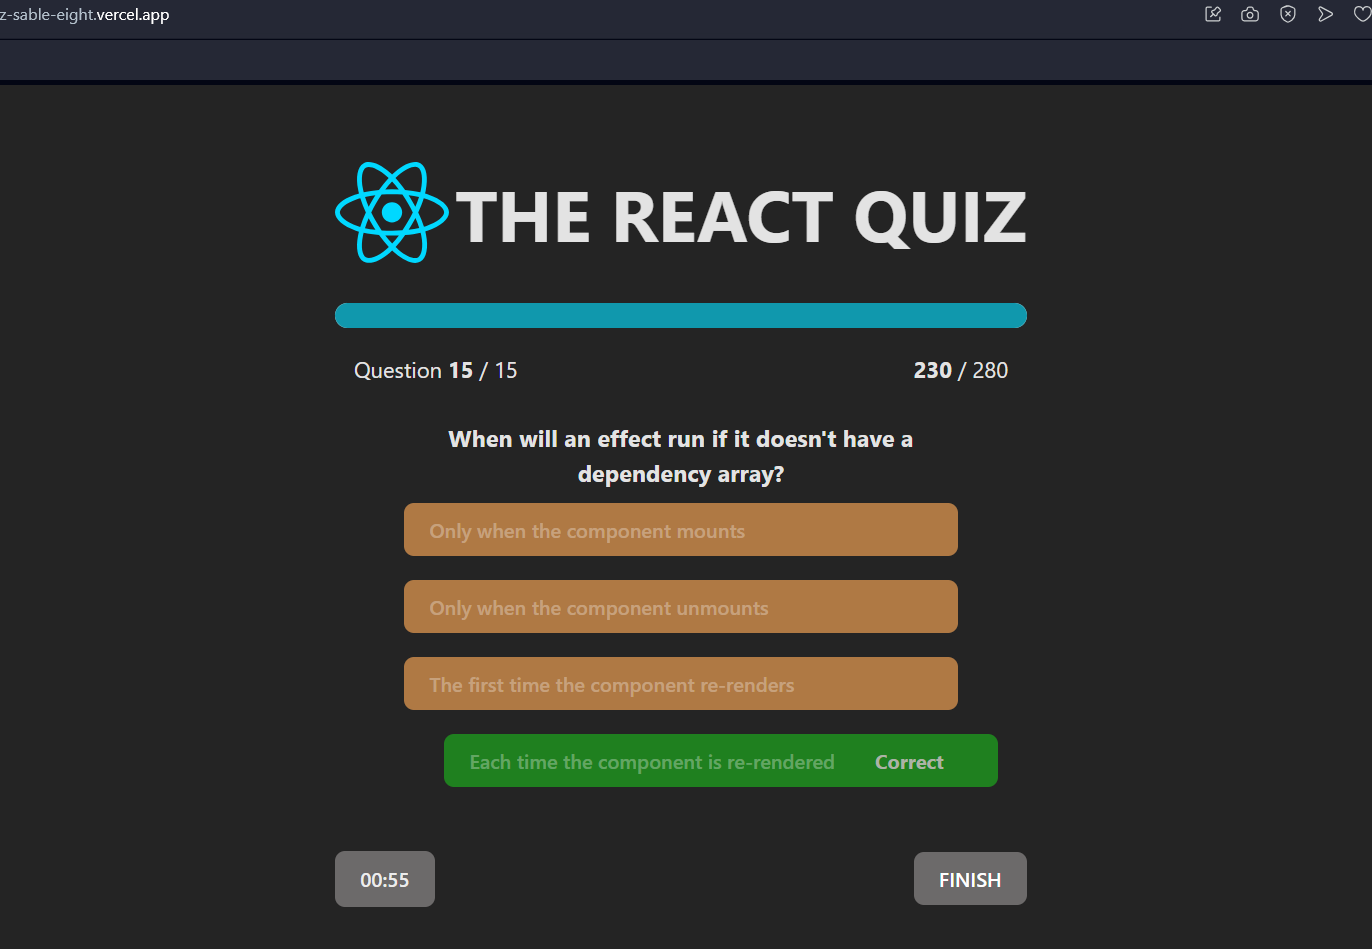 z-sable-eight.vercel.app
THE REACT QUIZ
Question 15 / 15
230 / 280
When will an effect run if it doesn't have a
dependency array?
Only when the component mounts
Only when the component unmounts
The first time the component re-renders
Each time the component is re-rendered Correct
00:55
FINISH